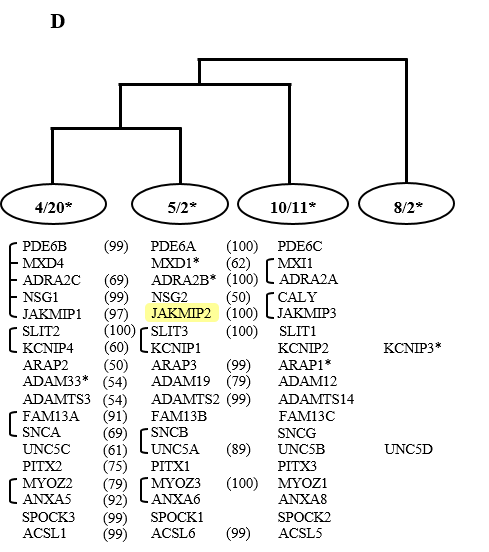 D
4/20* 5/2* 10/11* 8/2*
PDE6B (99) PDE6A (100) PDE6C
MXD4 MXD1* (62) MXI1
ADRA2C (69) ADRA2B* (100) ADRA2A
NSG1 (99) NSG2 (50) CALY
JAKMIP1 (97) JAKMIP2 (100) JAKMIP3
SLIT2 (100) SLIT3 (100) SLIT1
KCNIP4 (60) KCNIP1 KCNIP2 KCNIP3*
ARAP2 (50) ARAP3 (99) ARAP1*
ADAM33* (54) ADAM19 (79) ADAM12
ADAMTS3 (54) ADAMTS2 (99) ADAMTS14
FAM13A (91) FAM13B FAM13C
SNCA (69) SNCB SNCG
UNC5C (61) UNC5A (89) UNC5B UNC5D
PITX2 (75) PITX1 PITX3
MYOZ2 (79) MYOZ3 (100) MYOZ1
ANXA5 (92) ANXA6 ANXA8
SPOCK3 (99) SPOCK1 SPOCK2
ACSL1 (99) ACSL6 (99) ACSL5